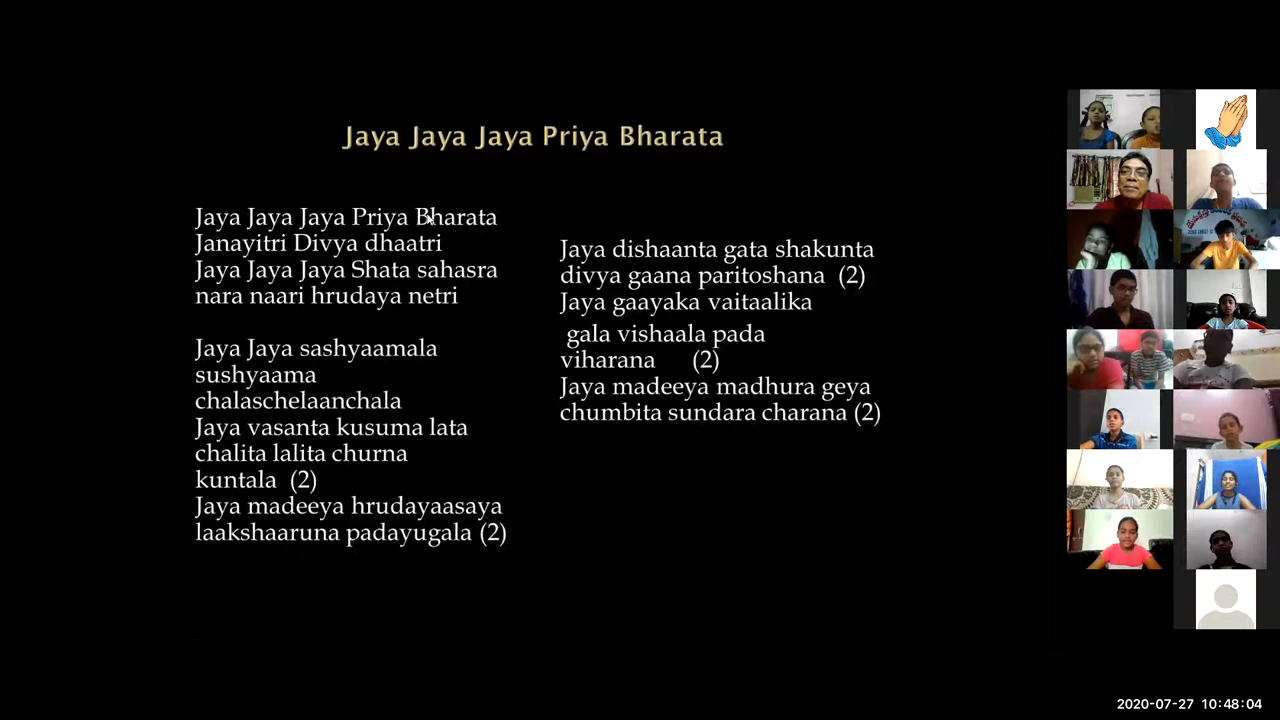 Jaya Jaya Jaya Priya Bharata
Jaya Jaya Jaya Priya Bharata
Janayitri Divya dhaatri
Jaya Jaya Jaya Shata sahasra
nara naari hrudaya netri
Jaya Jaya sashyaamala
sushyaama
chalaschelaanchala
Jaya vasanta kusuma lata
chalita lalita churna
kuntala (2)
Jaya madeeya hrudayaasaya
laakshaaruna padayugala (2)
Jaya dishaanta gata shakunta
divya gaana paritoshana (2)
Jaya gaayaka vaitaalika
gala vishaala pada
viharana (2)
Jaya madeeya madhura geya
chumbita sundara charana (2)
2020-07-27 10:48:04